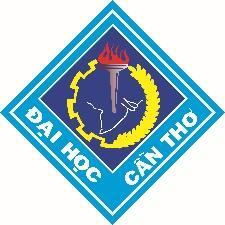 ĐẠI HỌC
CẦN THƠ